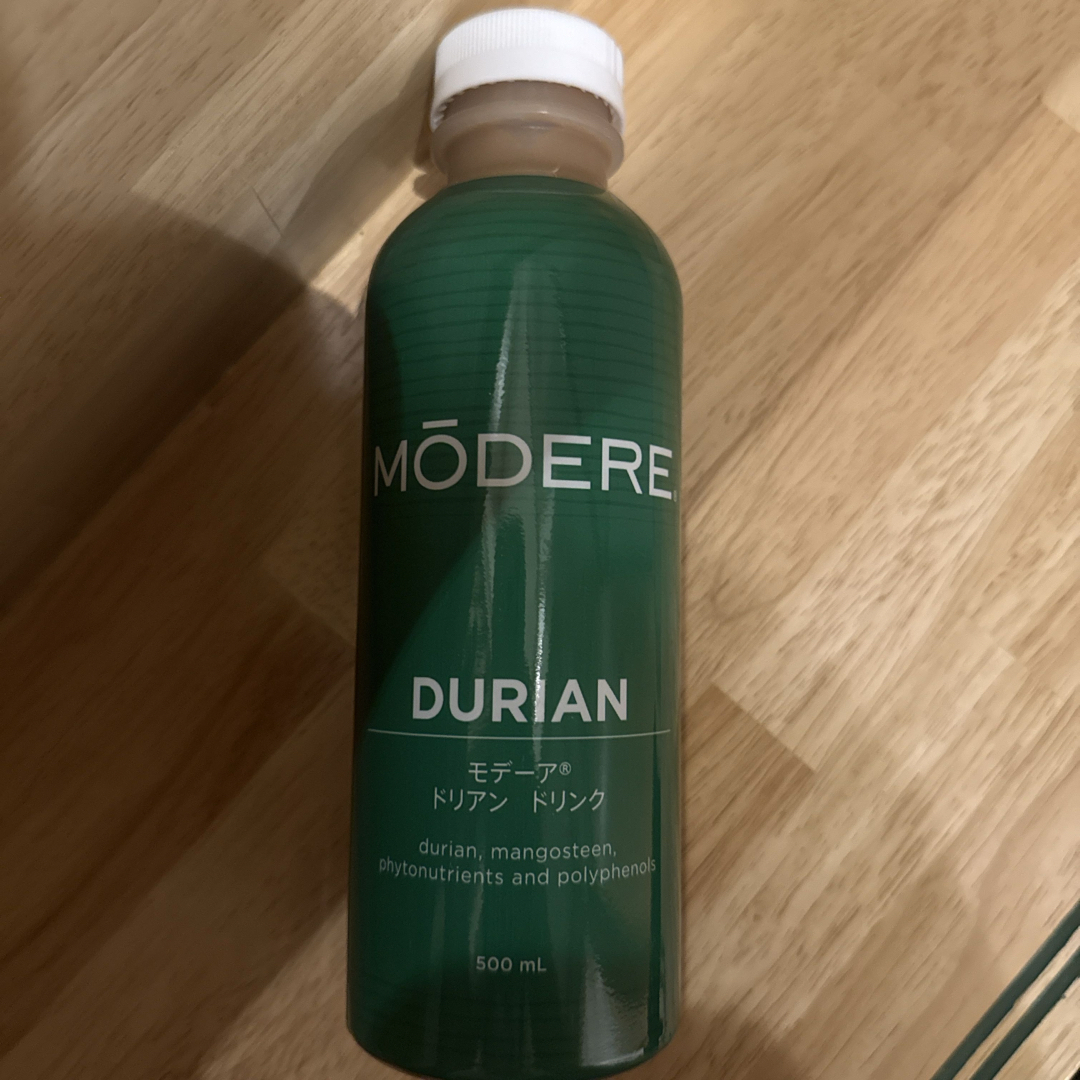 MŌDERE®
DURIAN
モデーア®
ドリアン ドリンク
durian, mangosteen,
phytonutrients and polyphenols
500 mL